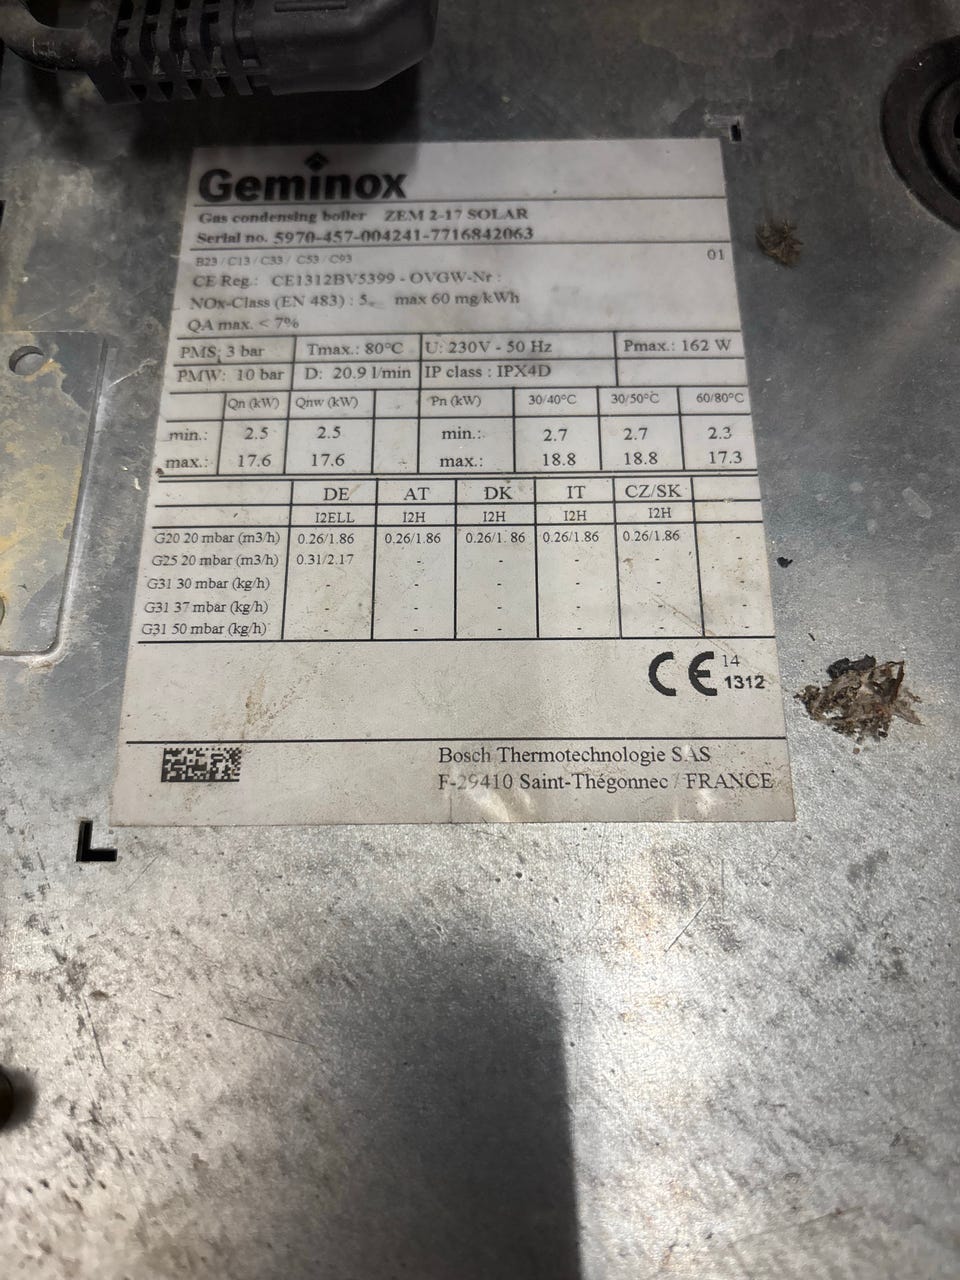 Geminox
Gas condensing boiler ZEM 2-17 SOLAR
Serial no. 5970-457-004241-7716842063
B23 / C13 / C33 / C53 / C93 01
CE Reg.: CE1312BV5399 - OVGW-Nr :
NOx-Class (EN 483) : 5. max 60 mg/kWh
QA max. < 7%
PMS: 3 bar Tmax.: 80°C U: 230V - 50 Hz Pmax.: 162 W
PMW: 10 bar D: 20.9 l/min IP class : IPX4D
Qn (kW) Qnw (kW) Pn (kW) 30/40°C 30/50°C 60/80°C
min.: 2.5 2.5 min.: 2.7 2.7 2.3
max.: 17.6 17.6 max.: 18.8 18.8 17.3
DE AT DK IT CZ/SK
I2ELL I2H I2H I2H I2H
G20 20 mbar (m3/h) 0.26/1.86 0.26/1.86 0.26/1.86 0.26/1.86 0.26/1.86 -
G25 20 mbar (m3/h) 0.31/2.17 - - - - -
G31 30 mbar (kg/h) - - - - - -
G31 37 mbar (kg/h) - - - - - -
G31 50 mbar (kg/h) - - - - - -
CE 14
1312
Bosch Thermotechnologie SAS
F-29410 Saint-Thégonnec / FRANCE